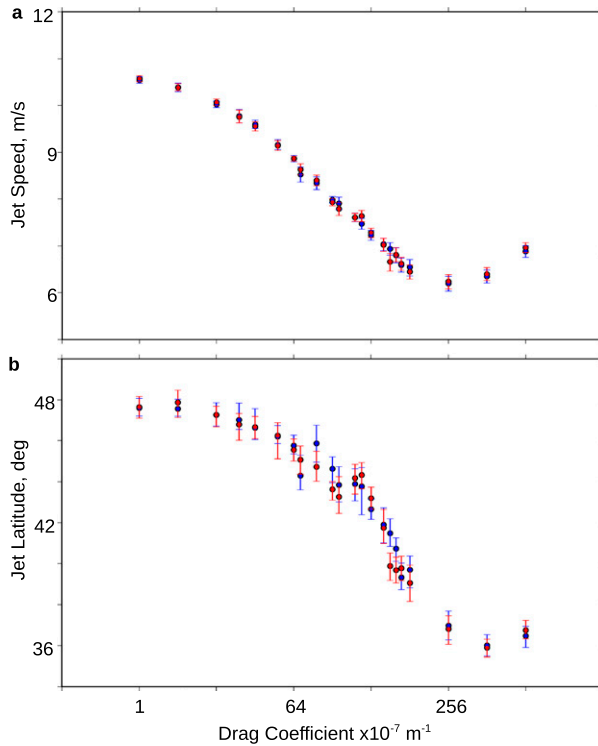 a
12
9
6
Jet Speed, m/s
b
48
42
36
Jet Latitude, deg
1 64 256
Drag Coefficient x10⁻⁷ m⁻¹